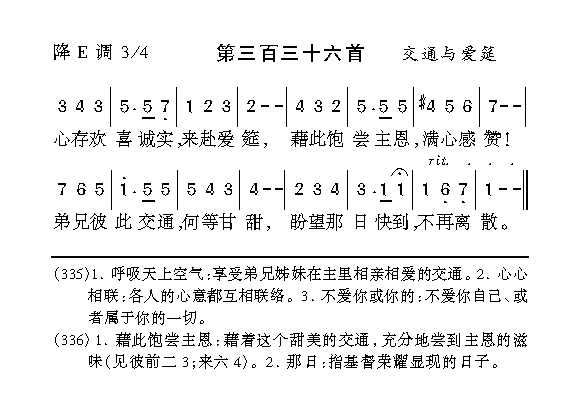 降E调 3/4 第三百三十六首 交通与爱筵
3 4 3 | 5·5 7 | 1 2 3 | 2 - - | 4 3 2 | 5·5 5 | #4 5 6 | 7 - - |
心存欢喜诚实,来赴爱筵，藉此饱尝主恩,满心感赞!
rit. . . .
7 6 5 | 1·5 5 | 5 4 3 | 4 - - | 2 3 4 | 3·1 1 | 1 6 7 | 1 - - ‖
弟兄彼此交通,何等甘甜，盼望那日快到,不再离散。
(335)1. 呼吸天上空气:享受弟兄姊妹在主里相亲相爱的交通。2. 心心
相联:各人的心意都互相联络。3. 不爱你或你的:不爱你自己、或
者属于你的一切。
(336)1. 藉此饱尝主恩:藉着这个甜美的交通,充分地尝到主恩的滋
味(见彼前二3;来六4)。2. 那日:指基督荣耀显现的日子。